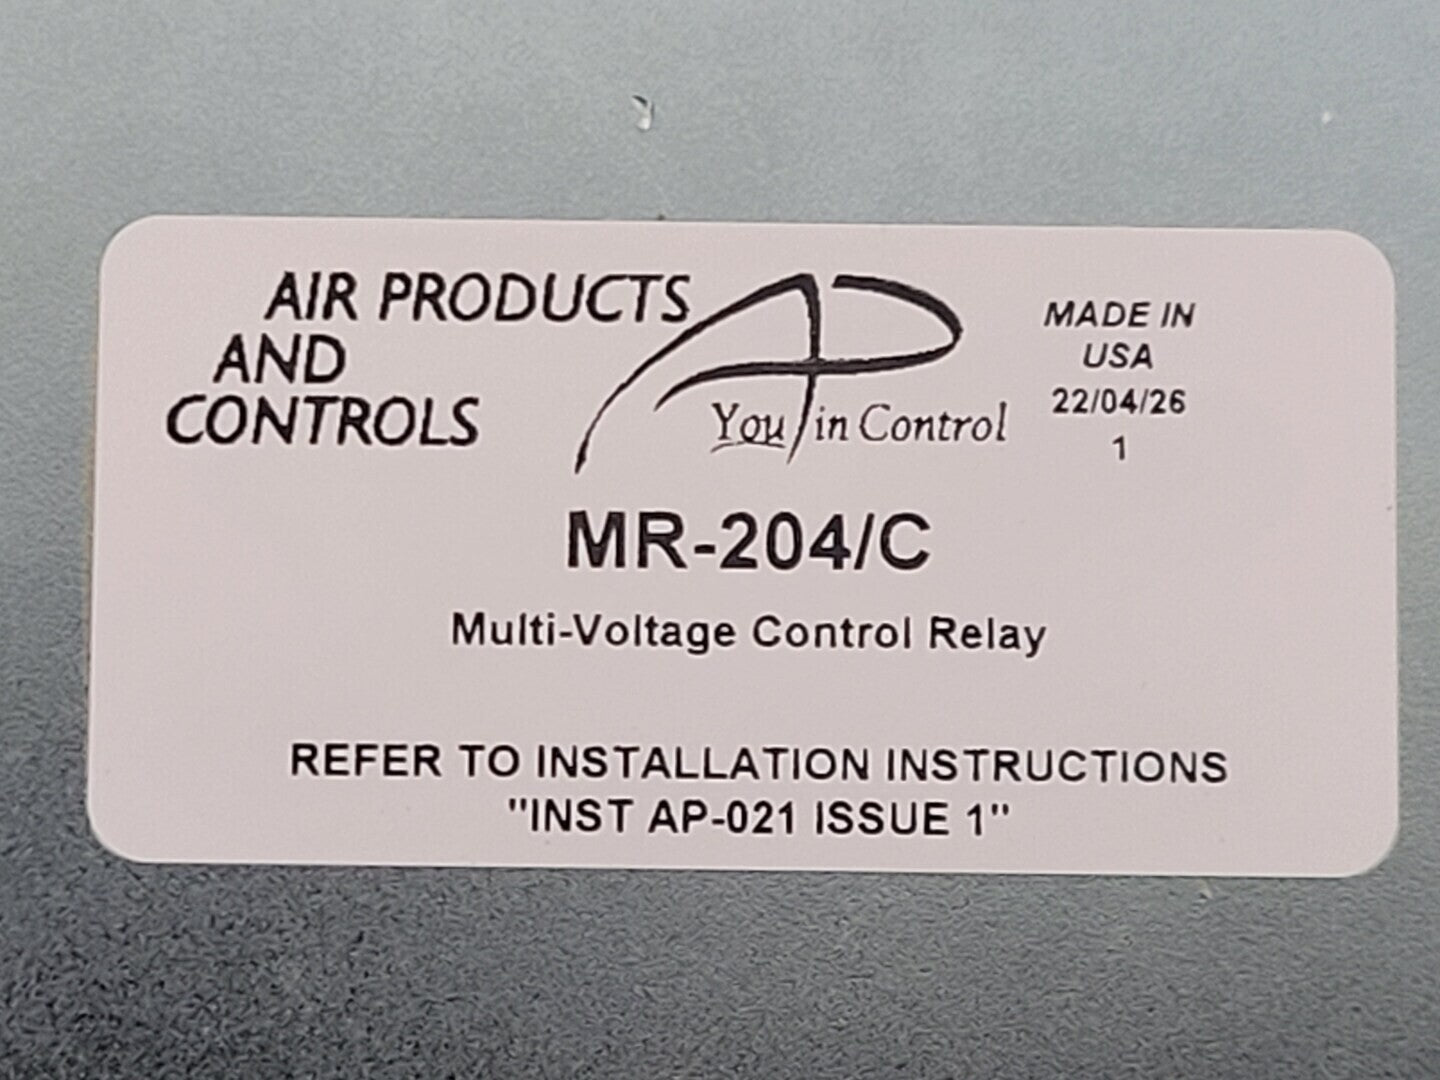 AIR PRODUCTS
AND
CONTROLS
AP
You in Control
MADE IN
USA
22/04/26
1
MR-204/C
Multi-Voltage Control Relay
REFER TO INSTALLATION INSTRUCTIONS
"INST AP-021 ISSUE 1"